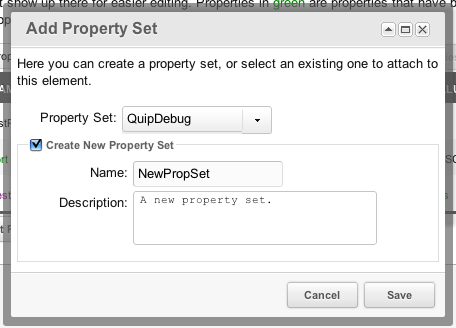 show up there for easier editing. Properties in green are properties that have b
Add Property Set
Here you can create a property set, or select an existing one to attach to
this element.
Property Set: QuipDebug
Create New Property Set
Name: NewPropSet
Description: A new property set.
Cancel Save